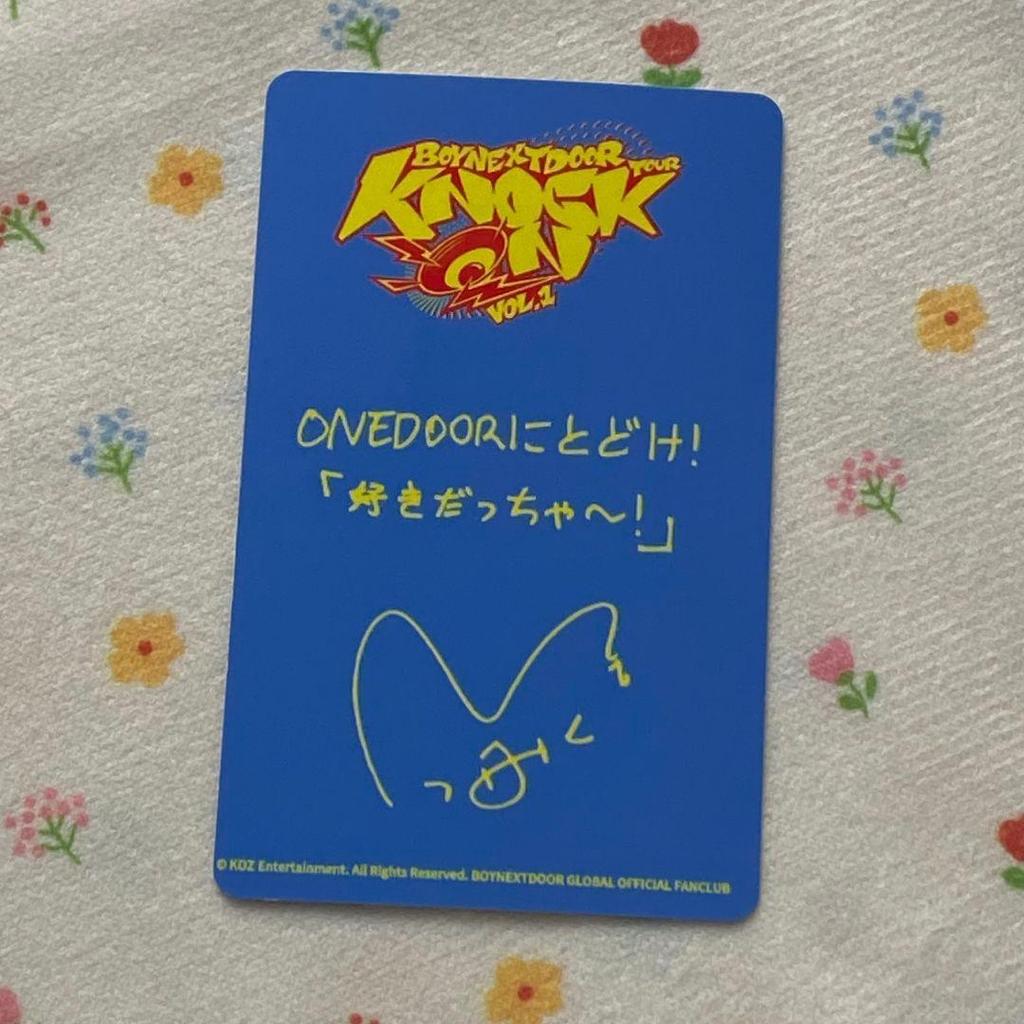 BOYNEXTDOOR TOUR
KNOCK
ON
VOL.1
ONEDOORにとどけ!
「好きだっちゃ〜!」
© KOZ Entertainment. All Rights Reserved. BOYNEXTDOOR GLOBAL OFFICIAL FANCLUB